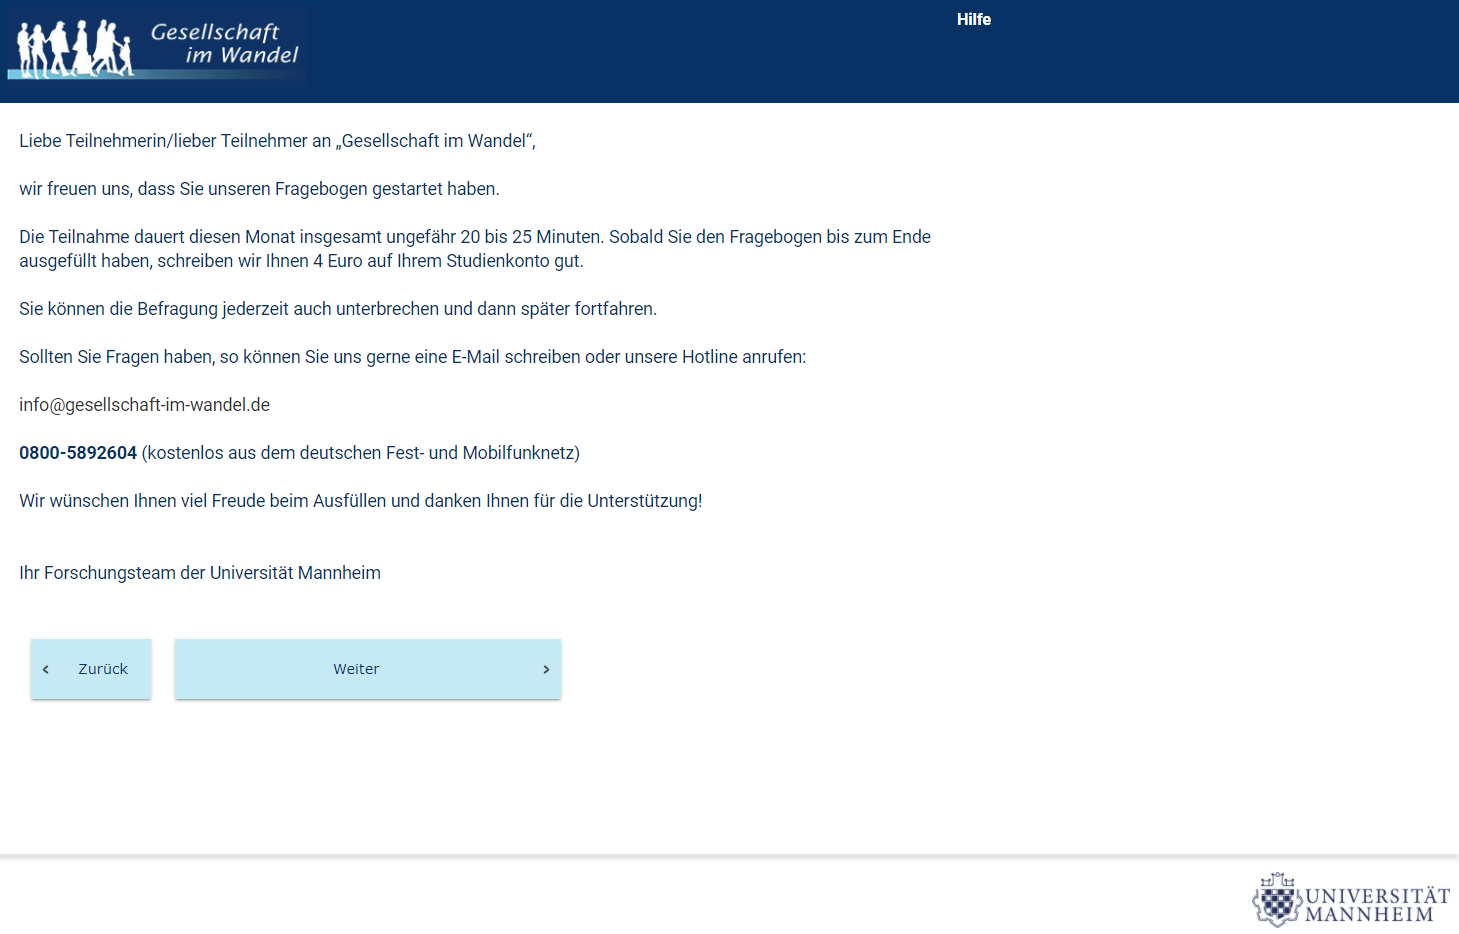 Gesellschaft
im Wandel
Hilfe
Liebe Teilnehmerin/lieber Teilnehmer an „Gesellschaft im Wandel“,
wir freuen uns, dass Sie unseren Fragebogen gestartet haben.
Die Teilnahme dauert diesen Monat insgesamt ungefähr 20 bis 25 Minuten. Sobald Sie den Fragebogen bis zum Ende
ausgefüllt haben, schreiben wir Ihnen 4 Euro auf Ihrem Studienkonto gut.
Sie können die Befragung jederzeit auch unterbrechen und dann später fortfahren.
Sollten Sie Fragen haben, so können Sie uns gerne eine E-Mail schreiben oder unsere Hotline anrufen:
info@gesellschaft-im-wandel.de
0800-5892604 (kostenlos aus dem deutschen Fest- und Mobilfunknetz)
Wir wünschen Ihnen viel Freude beim Ausfüllen und danken Ihnen für die Unterstützung!
Ihr Forschungsteam der Universität Mannheim
‹ Zurück
Weiter ›
UNIVERSITÄT
MANNHEIM